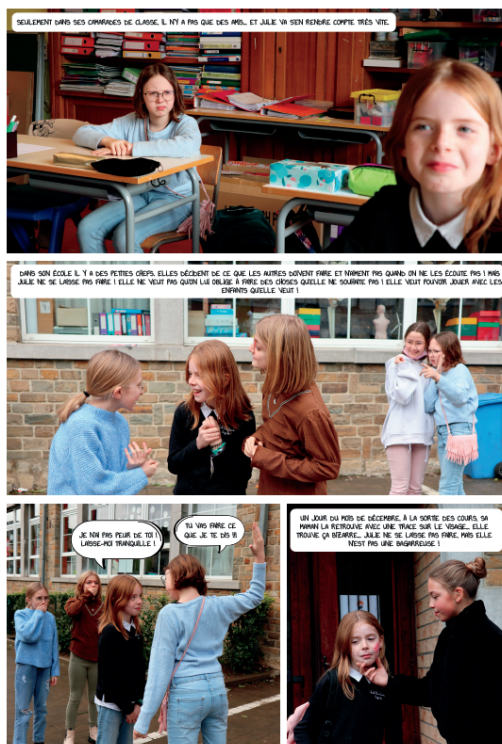 SEULEMENT DANS SES CAMARADES DE CLASSE, IL N'Y A PAS QUE DES AMIS... ET JULIE VA S'EN RENDRE COMPTE TRÈS VITE.
DANS SON ÉCOLE IL Y A DES PETITES CHEFS. ELLES DÉCIDENT DE CE QUE LES AUTRES DOIVENT FAIRE ET N'AIMENT PAS QUAND ON NE LES ÉCOUTE PAS ! MAIS
JULIE NE SE LAISSE PAS FAIRE ! ELLE NE VEUT PAS QU'ON LUI OBLIGE À FAIRE DES CHOSES QU'ELLE NE SOUHAITE PAS ! ELLE VEUT POUVOIR JOUER AVEC LES
ENFANTS QU'ELLE VEUT !
JE N'AI PAS PEUR DE TOI !
LAISSE-MOI TRANQUILLE !
TU VAS FAIRE CE
QUE JE TE DIS !!!
UN JOUR DU MOIS DE DÉCEMBRE, À LA SORTIE DES COURS, SA
MAMAN LA RETROUVE AVEC UNE TRACE SUR LE VISAGE... ELLE
TROUVE ÇA BIZARRE... JULIE NE SE LAISSE PAS FAIRE, MAIS ELLE
N'EST PAS UNE BAGARREUSE !